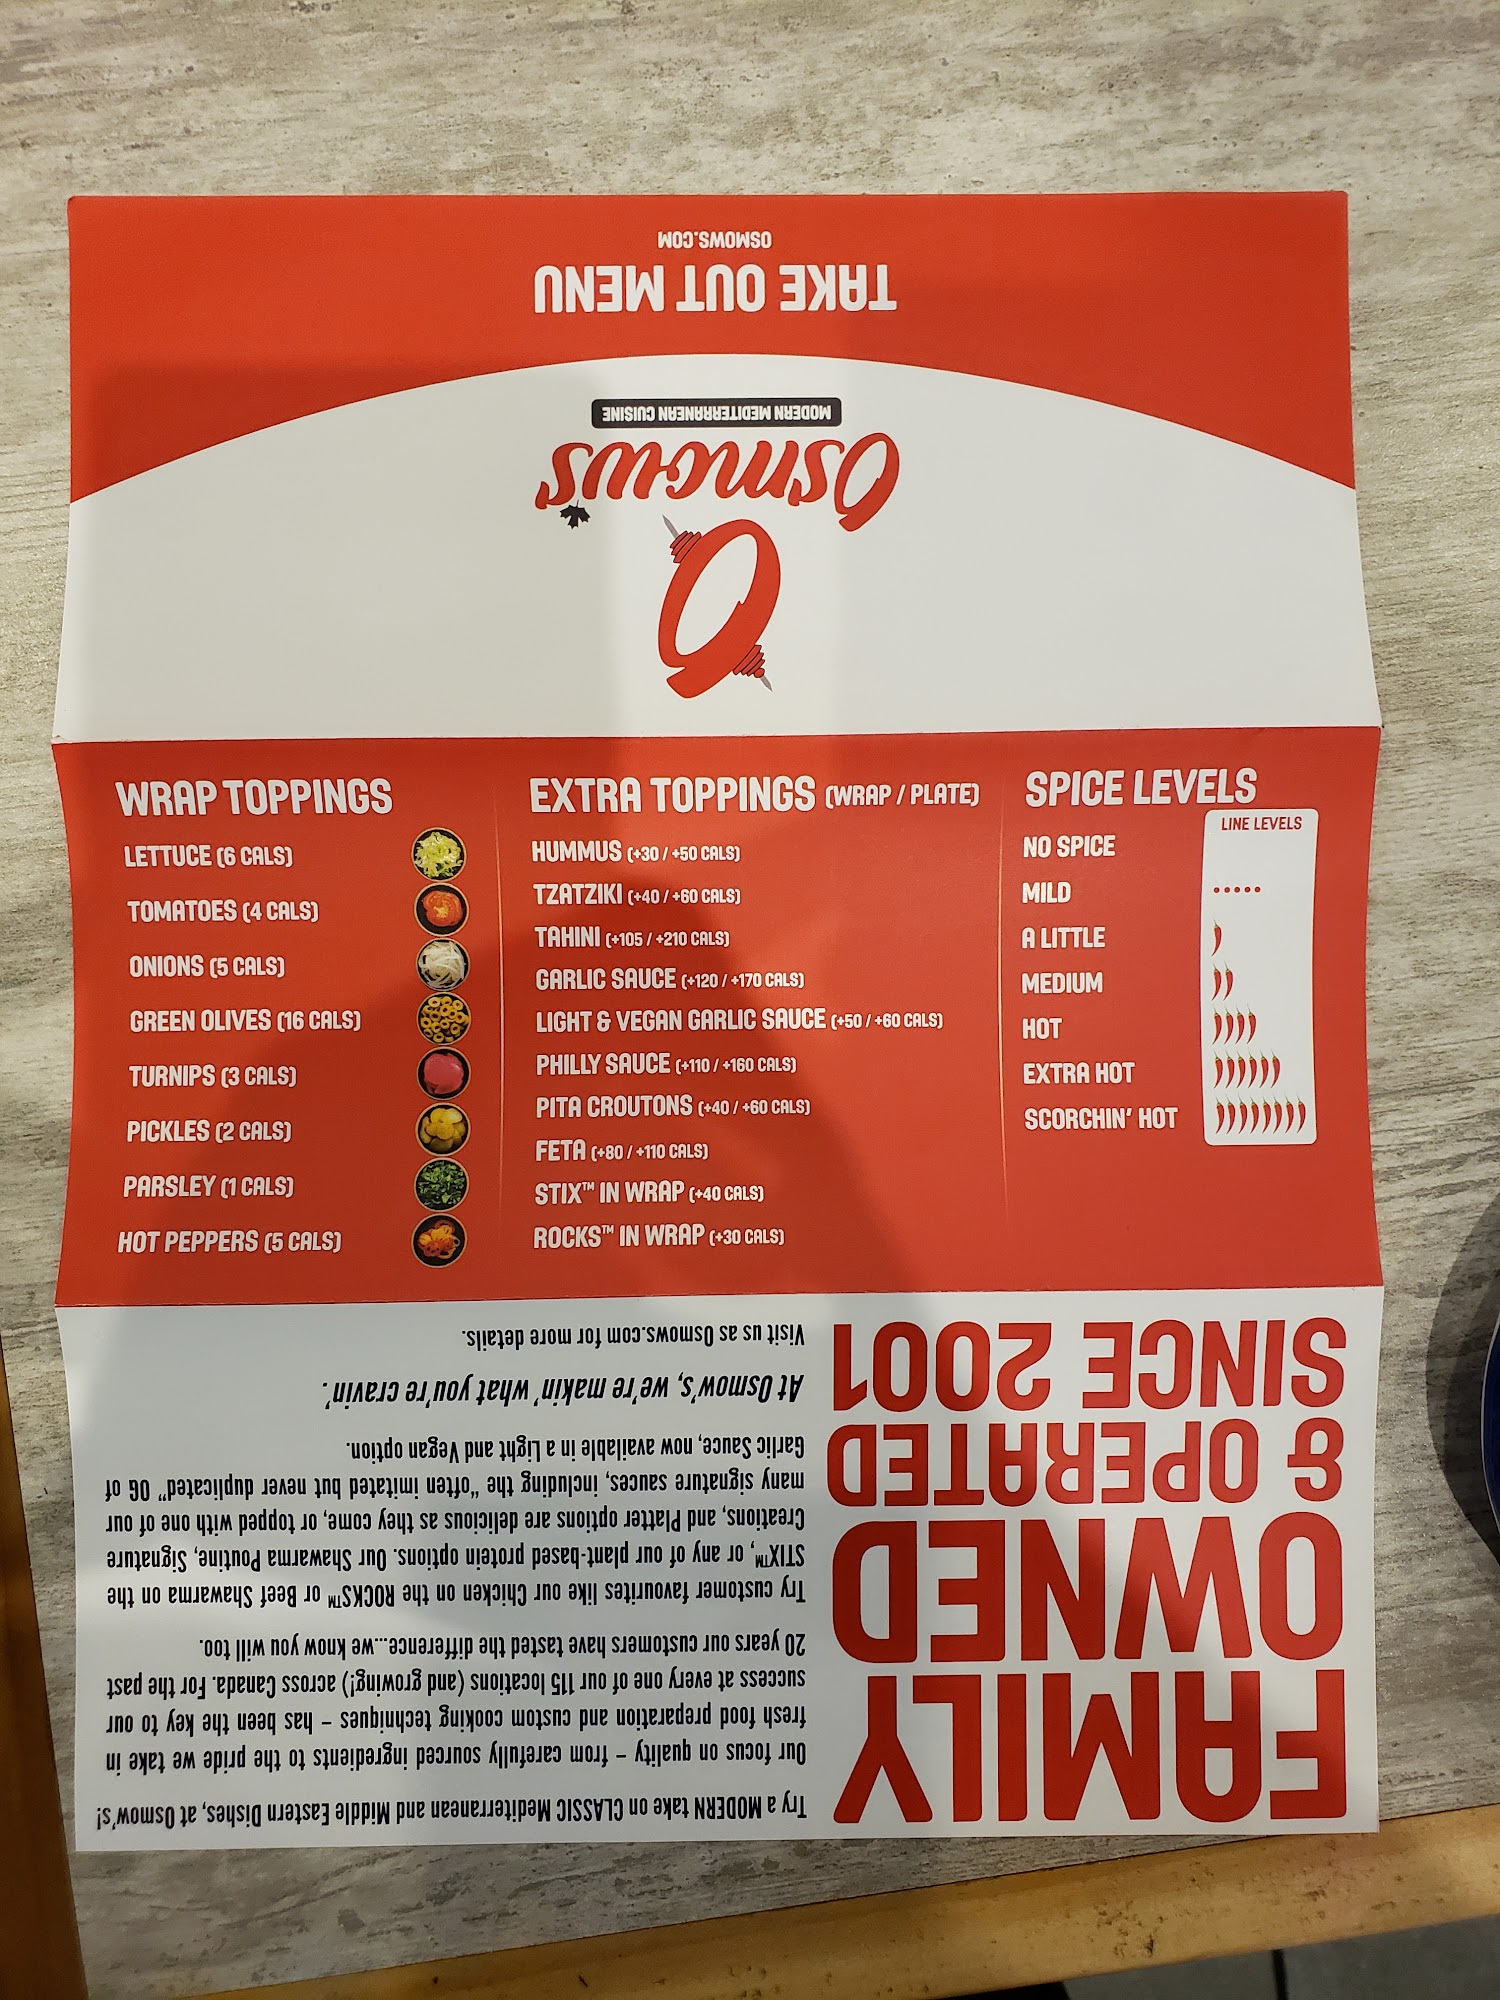 TAKE OUT MENU
OSMOWS.COM
Osmow's
MODERN MEDITERRANEAN CUISINE
WRAP TOPPINGS
LETTUCE (6 CALS)
TOMATOES (4 CALS)
ONIONS (5 CALS)
GREEN OLIVES (16 CALS)
TURNIPS (3 CALS)
PICKLES (2 CALS)
PARSLEY (1 CALS)
HOT PEPPERS (5 CALS)
EXTRA TOPPINGS (WRAP / PLATE)
HUMMUS (+30 / +50 CALS)
TZATZIKI (+40 / +60 CALS)
TAHINI (+105 / +210 CALS)
GARLIC SAUCE (+120 / +170 CALS)
LIGHT & VEGAN GARLIC SAUCE (+50 / +60 CALS)
PHILLY SAUCE (+110 / +160 CALS)
PITA CROUTONS (+40 / +60 CALS)
FETA (+80 / +110 CALS)
STIX™ IN WRAP (+40 CALS)
ROCKS™ IN WRAP (+30 CALS)
SPICE LEVELS
LINE LEVELS
NO SPICE
MILD
A LITTLE
MEDIUM
HOT
EXTRA HOT
SCORCHIN' HOT
FAMILY
OWNED
& OPERATED
SINCE 2001
Try a MODERN take on CLASSIC Mediterranean and Middle Eastern Dishes, at Osmow's!
Our focus on quality – from carefully sourced ingredients to the pride we take in
fresh food preparation and custom cooking techniques – has been the key to our
success at every one of our 115 locations (and growing!) across Canada. For the past
20 years our customers have tasted the difference...we know you will too.
Try customer favourites like our Chicken on the ROCKS™ or Beef Shawarma on the
STIX™, or any of our plant-based protein options. Our Shawarma Poutine, Signature
Creations, and Platter options are delicious as they come, or topped with one of our
many signature sauces, including the "often imitated but never duplicated" OG of
Garlic Sauce, now available in a Light and Vegan option.
At Osmow's, we're makin' what you're cravin'.
Visit us as Osmows.com for more details.